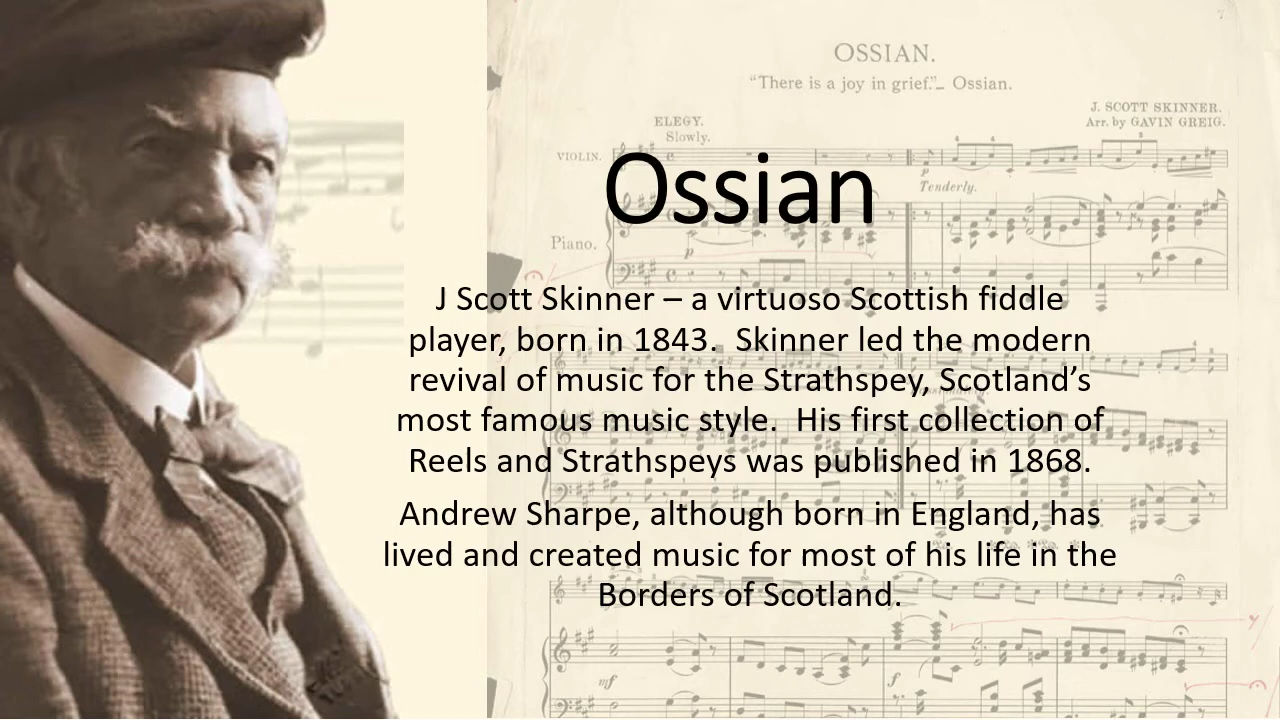 OSSIAN.
"There is a joy in grief."_ Ossian.
J. SCOTT SKINNER.
Arr. by GAVIN GREIG.
ELEGY.
Slowly.
VIOLIN.
Ossian
Tenderly.
Piano.
p
p
J Scott Skinner – a virtuoso Scottish fiddle
player, born in 1843.  Skinner led the modern
revival of music for the Strathspey, Scotland’s
most famous music style.  His first collection of
Reels and Strathspeys was published in 1868.
Andrew Sharpe, although born in England, has
lived and created music for most of his life in the
Borders of Scotland.
mf
f